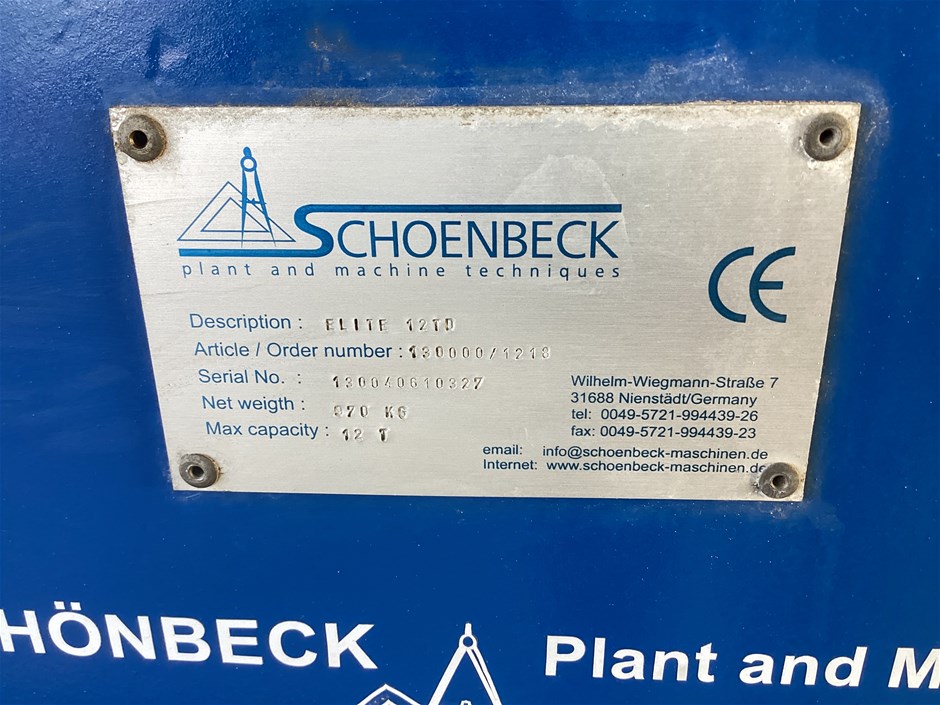 SCHOENBECK
plant and machine techniques
CE
Description : ELITE 12TD
Article / Order number : 130000/1213
Serial No. : 130040610327
Net weigth : 970 KG
Max capacity : 12 T
Wilhelm-Wiegmann-Straße 7
31688 Nienstädt/Germany
tel: 0049-5721-994439-26
fax: 0049-5721-994439-23
email: info@schoenbeck-maschinen.de
Internet: www.schoenbeck-maschinen.de
HÖNBECK
Plant and M